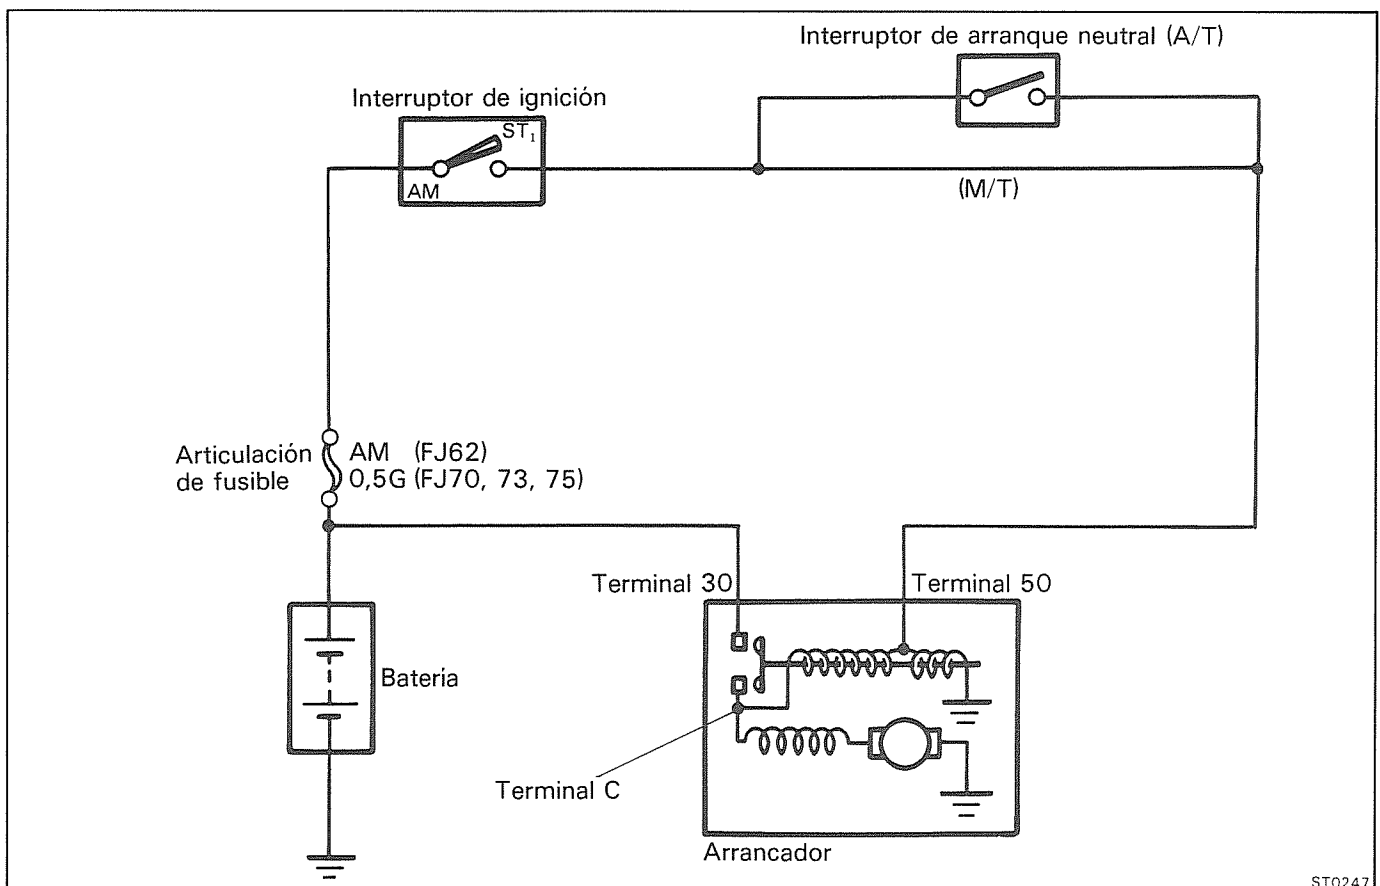 Interruptor de arranque neutral (A/T)
Interruptor de ignición
ST₁
AM
(M/T)
Articulación
de fusible
AM (FJ62)
0,5G (FJ70, 73, 75)
Terminal 30
Terminal 50
Batería
Terminal C
Arrancador
ST0247